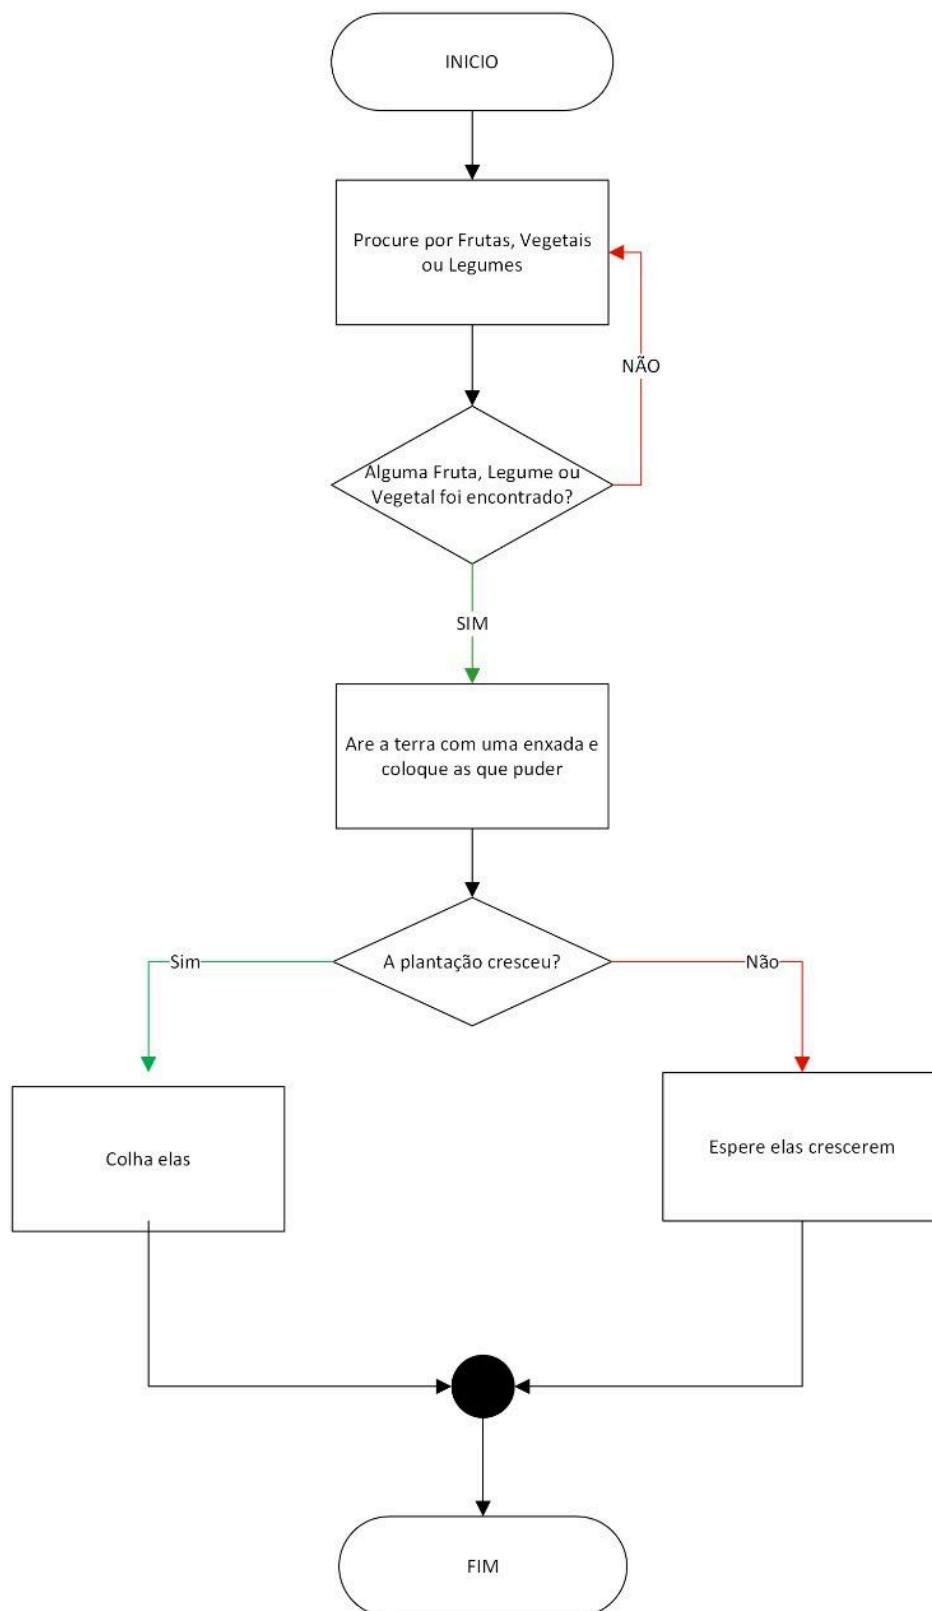 INICIO
Procure por Frutas, Vegetais
ou Legumes
NÃO
Alguma Fruta, Legume ou
Vegetal foi encontrado?
SIM
Are a terra com uma enxada e
coloque as que puder
Sim
A plantação cresceu?
Não
Colha elas
Espere elas crescerem
FIM